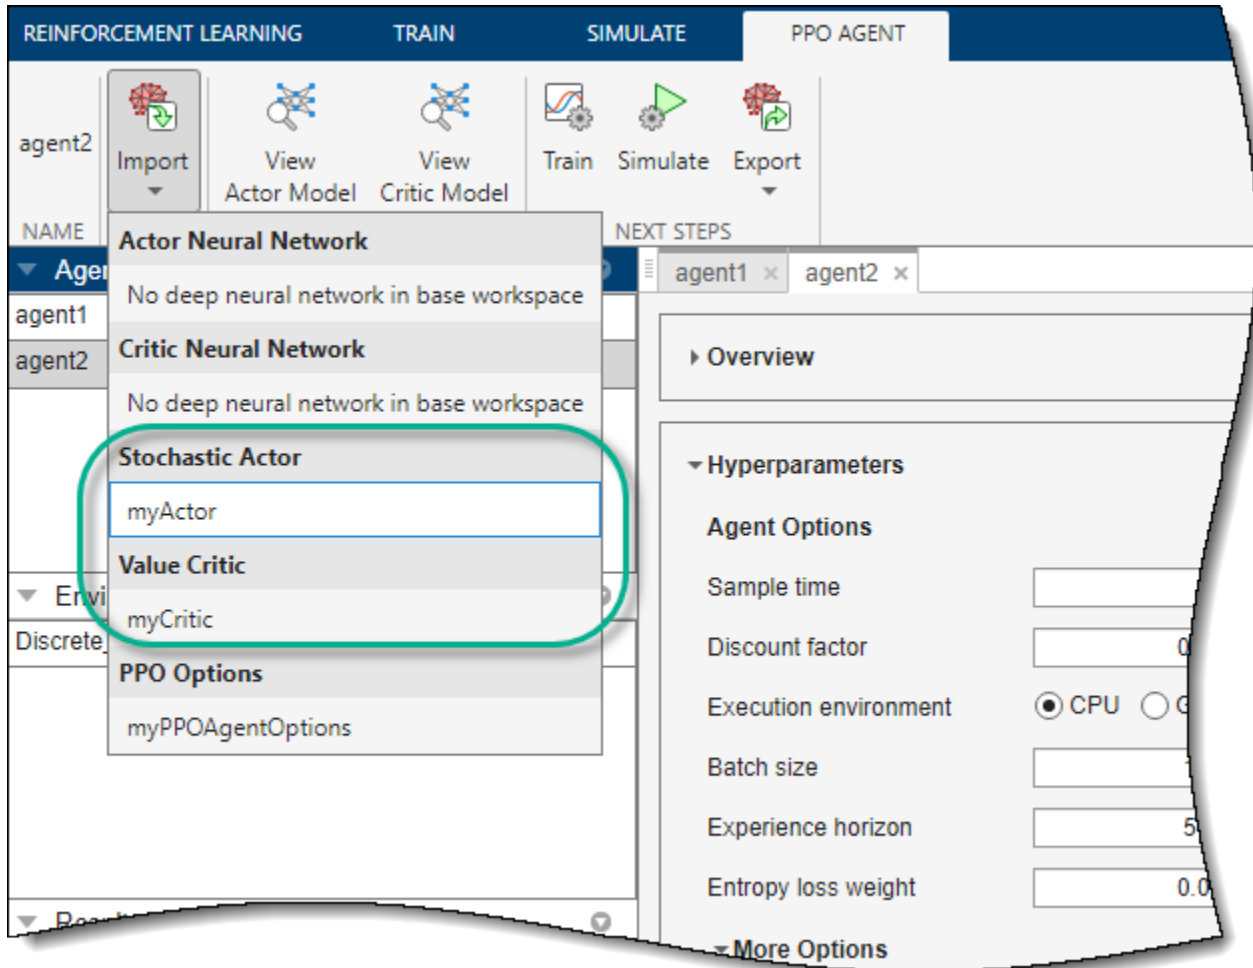 REINFORCEMENT LEARNING TRAIN SIMULATE PPO AGENT
agent2
Import
View
Actor Model
View
Critic Model
Train
Simulate
Export
NAME
NEXT STEPS
Actor Neural Network
No deep neural network in base workspace
Critic Neural Network
No deep neural network in base workspace
Stochastic Actor
myActor
Value Critic
myCritic
PPO Options
myPPOAgentOptions
agent1
agent2
Discrete_
agent1 × agent2 ×
Overview
Hyperparameters
Agent Options
Sample time
Discount factor
Execution environment CPU
Batch size
Experience horizon
Entropy loss weight
More Options